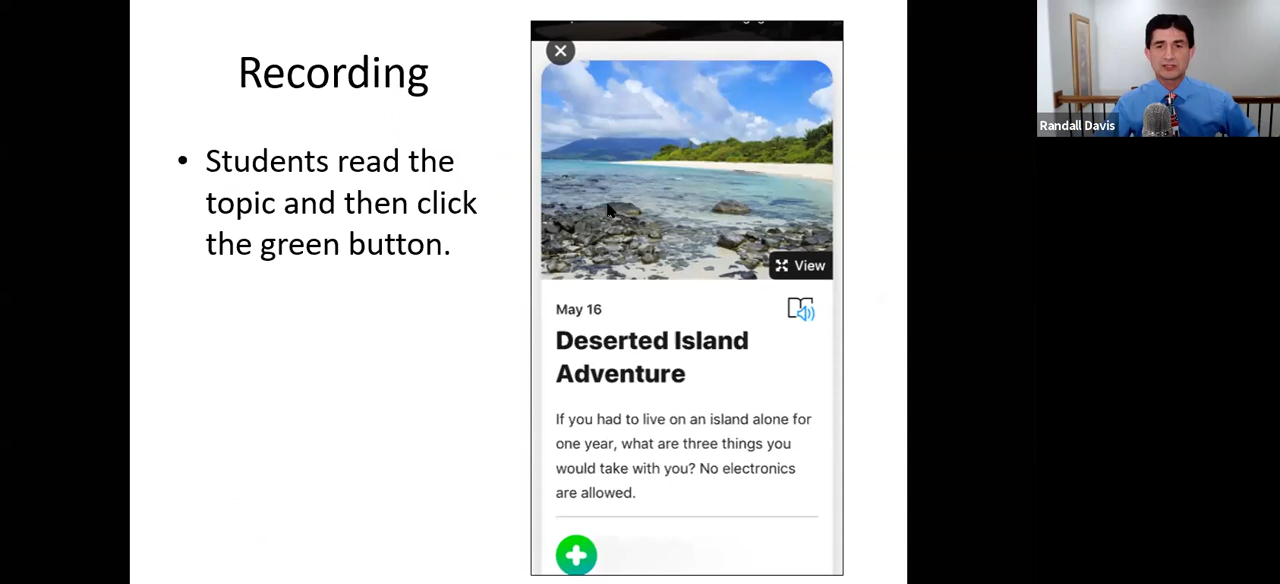 Recording
• Students read the
topic and then click
the green button.
View
May 16
Deserted Island
Adventure
If you had to live on an island alone for
one year, what are three things you
would take with you? No electronics
are allowed.
Randall Davis